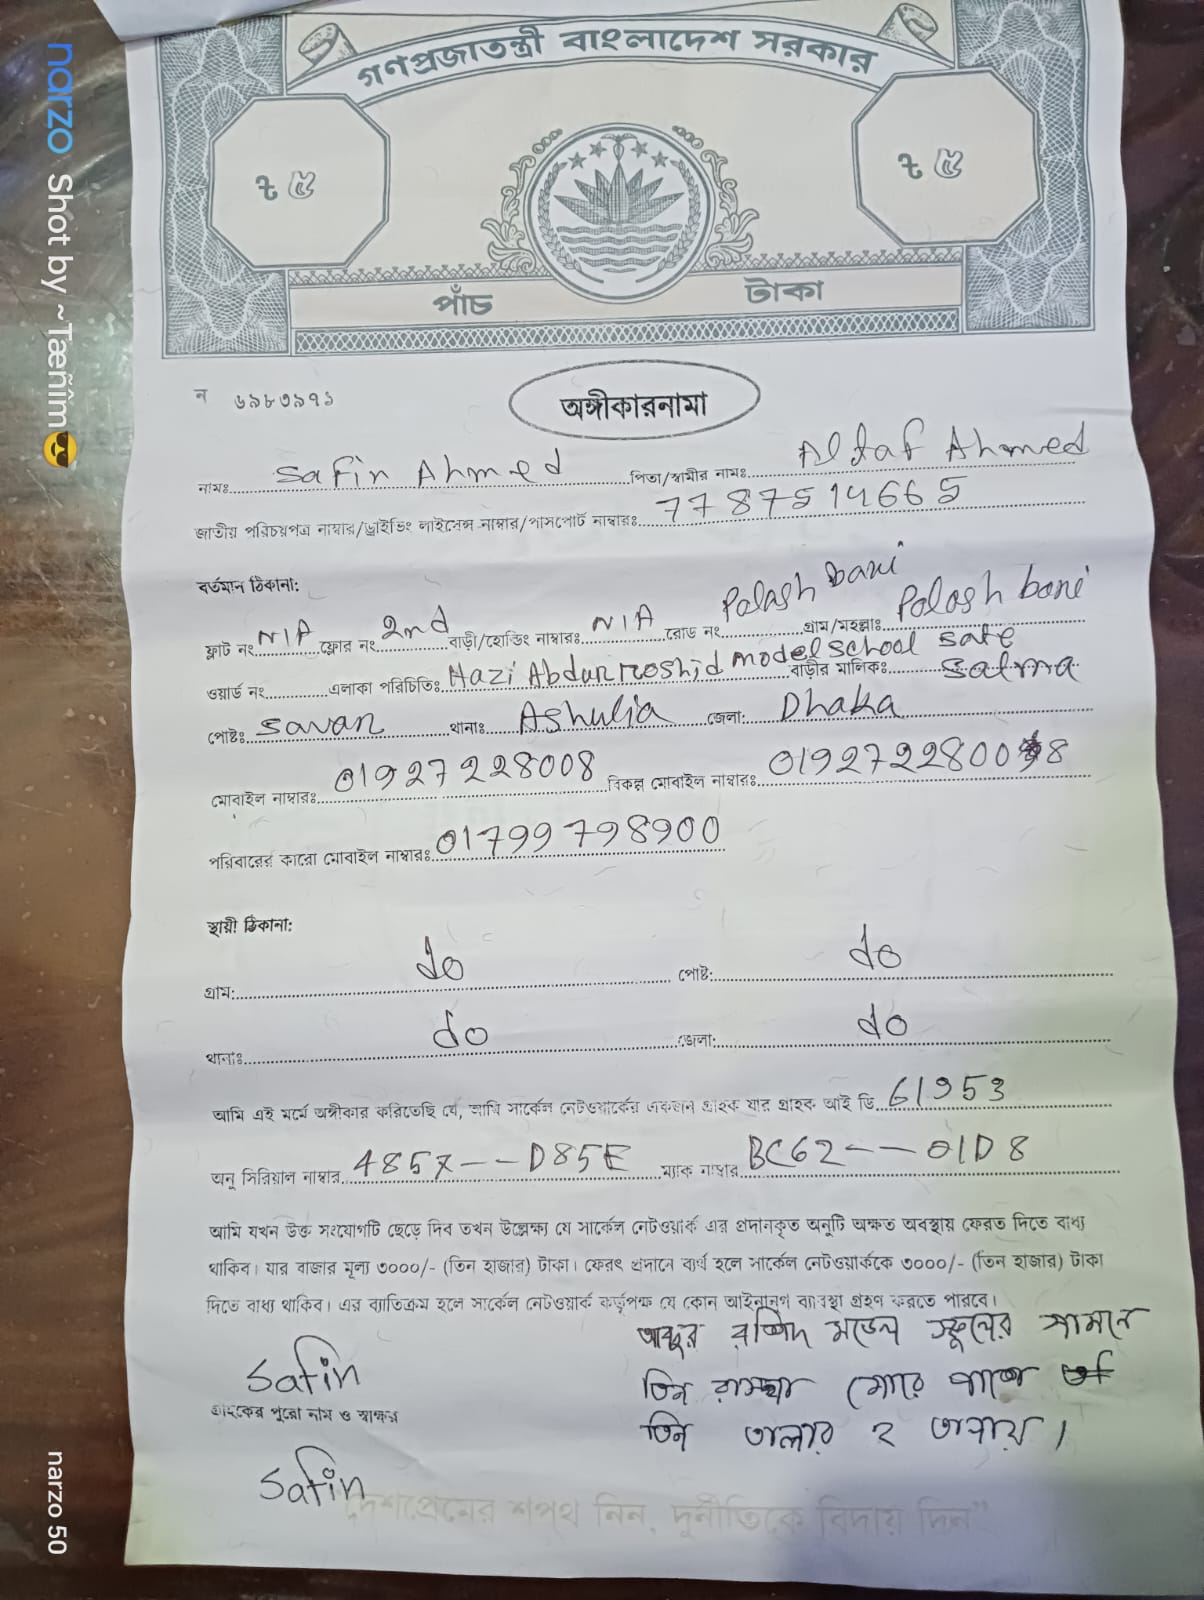 গণপ্রজাতন্ত্রী বাংলাদেশ সরকার
৳ ৫ ৳ ৫
পাঁচ টাকা
ন ৬৯৮৩৯৭১
অঙ্গীকারনামা
নামঃ Safin Ahmed পিতা/স্বামীর নামঃ Altaf Ahmed
জাতীয় পরিচয়পত্র নাম্বার/ড্রাইভিং লাইসেন্স নাম্বার/পাসপোর্ট নাম্বারঃ 7787514665
বর্তমান ঠিকানা:
ফ্লাট নং N/A ফ্লোর নং 2nd বাড়ী/হোল্ডিং নাম্বারঃ N/A রোড নং Palash bari গ্রাম/মহল্লাঃ Palash bari
ওয়ার্ড নং এলাকা পরিচিতিঃ Hazi Abdur roshid model school বাড়ীর মালিকঃ Salma
পোষ্টঃ Savar থানাঃ Ashulia জেলা: Dhaka
মোবাইল নাম্বারঃ 01927228008 বিকল্প মোবাইল নাম্বারঃ 01927228008
পরিবারের কারো মোবাইল নাম্বারঃ 01799798900
স্থায়ী ঠিকানা:
গ্রাম: do পোষ্ট: do
থানাঃ do জেলা: do
আমি এই মর্মে অঙ্গীকার করিতেছি যে, আমি সার্কেল নেটওয়ার্কের একজন গ্রাহক যার গ্রাহক আই ডি 61953
অনু সিরিয়াল নাম্বার 4857--D85E ম্যাক নাম্বার BC62--01D8
আমি যখন উক্ত সংযোগটি ছেড়ে দিব তখন উল্লেক্ষ্য যে সার্কেল নেটওয়ার্ক এর প্রদানকৃত অনুটি অক্ষত অবস্থায় ফেরত দিতে বাধ্য
থাকিব। যার বাজার মূল্য ৩০০০/- (তিন হাজার) টাকা। ফেরৎ প্রদানে ব্যর্থ হলে সার্কেল নেটওয়ার্ককে ৩০০০/- (তিন হাজার) টাকা
দিতে বাধ্য থাকিব। এর ব্যতিক্রম হলে সার্কেল নেটওয়ার্ক কর্তৃপক্ষ যে কোন আইনানুগ ব্যবস্থা গ্রহণ করতে পারবে।
আব্দুর রশিদ মডেল স্কুলের সামনে
তিন রাস্তার মোরে পাশে
তিন তালার ২ তালায়।
Safin
গ্রাহকের পুরো নাম ও স্বাক্ষর
Safin
দেশপ্রেমের শপথ নিন, দুর্নীতিকে বিদায় দিন"
narzo Shot by ~Tæñîm😎
narzo 50